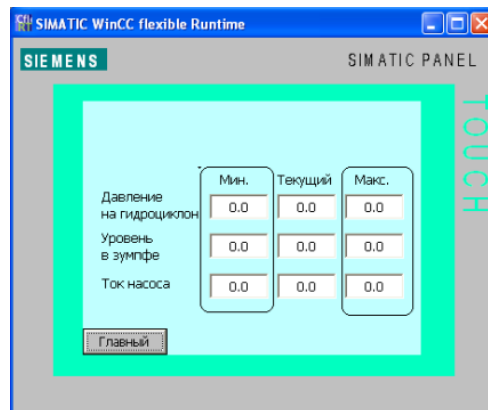 SIMATIC WinCC flexible Runtime
SIEMENS
SIMATIC PANEL
TOUCH
Мин. Текущий Макс.
Давление
на гидроциклон 0.0 0.0 0.0
Уровень
в зумпфе 0.0 0.0 0.0
Ток насоса 0.0 0.0 0.0
Главный